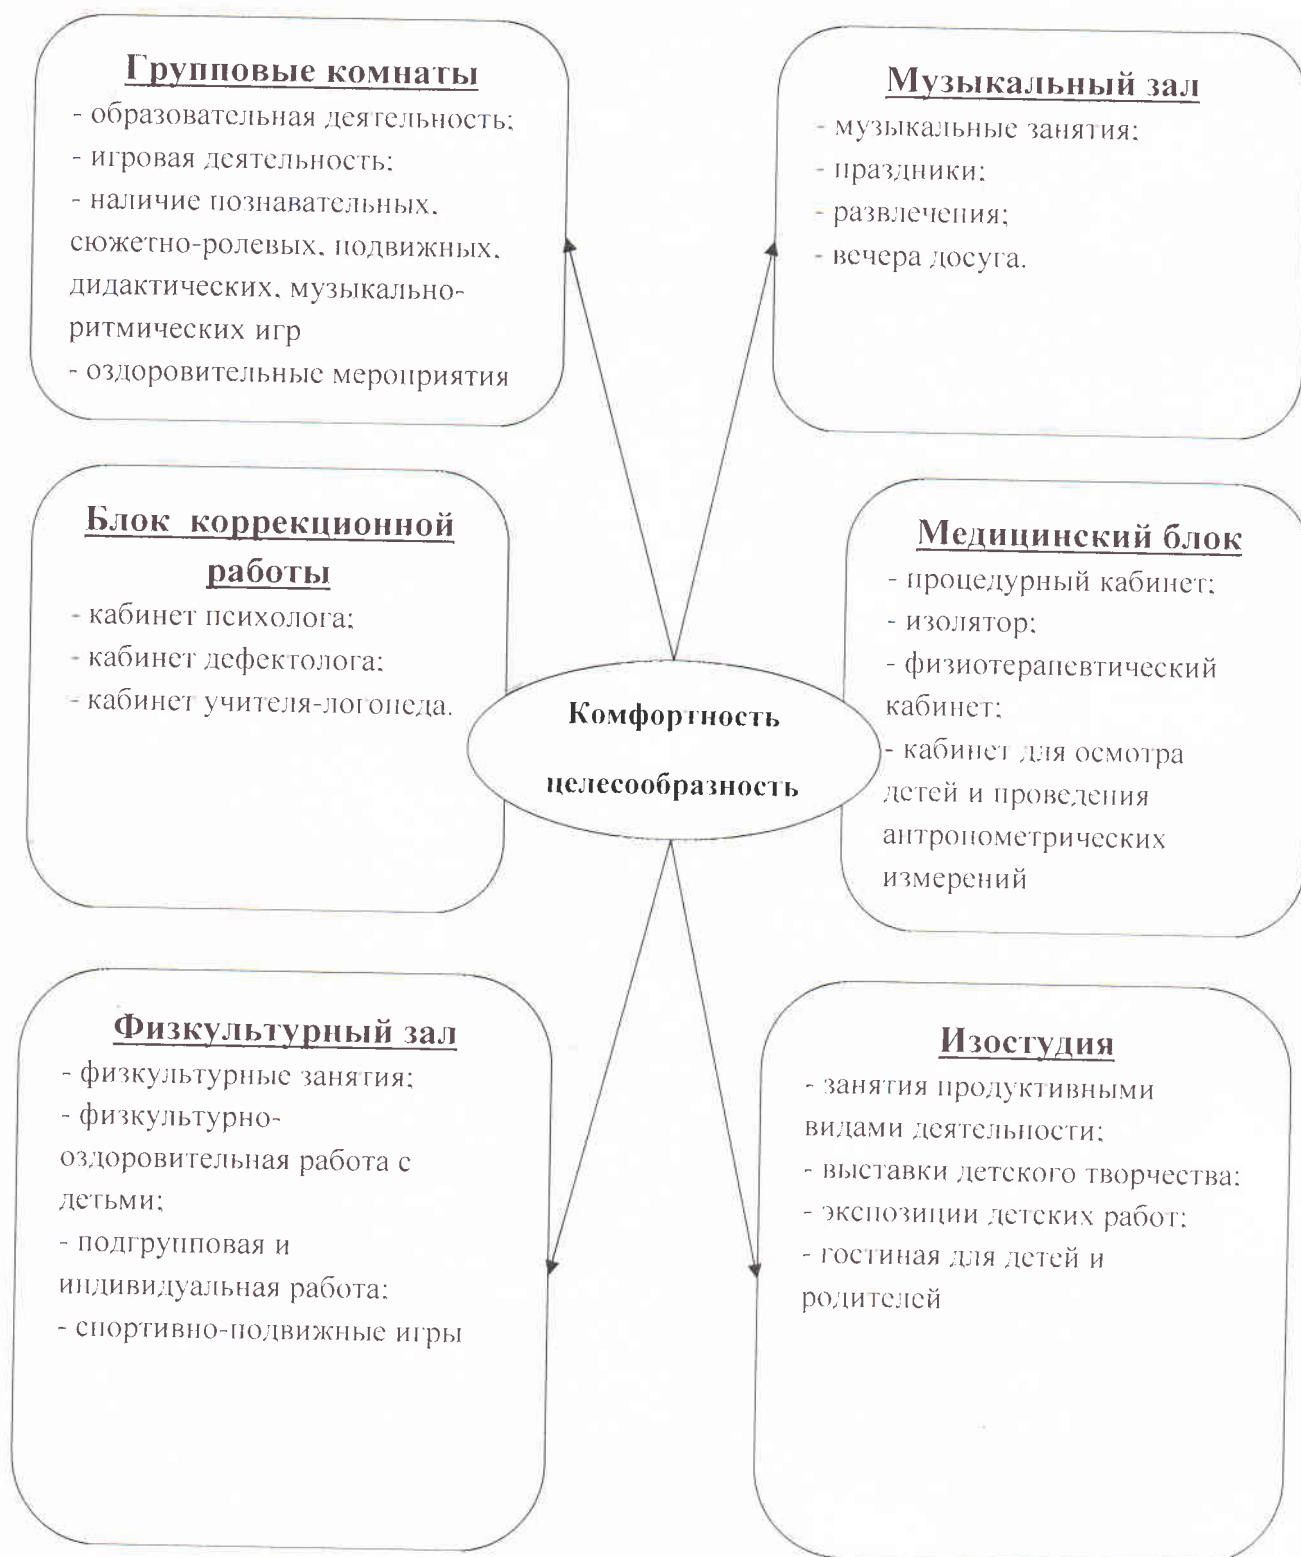 Групповые комнаты
- образовательная деятельность;
- игровая деятельность;
- наличие познавательных,
сюжетно-ролевых, подвижных,
дидактических, музыкально-
ритмических игр
- оздоровительные мероприятия
Музыкальный зал
- музыкальные занятия;
- праздники;
- развлечения;
- вечера досуга.
Блок коррекционной
работы
- кабинет психолога;
- кабинет дефектолога;
- кабинет учителя-логопеда.
Комфортность
целесообразность
Медицинский блок
- процедурный кабинет;
- изолятор;
- физиотерапевтический
кабинет;
- кабинет для осмотра
детей и проведения
антропометрических
измерений
Физкультурный зал
- физкультурные занятия;
- физкультурно-
оздоровительная работа с
детьми;
- подгрупповая и
индивидуальная работа;
- спортивно-подвижные игры
Изостудия
- занятия продуктивными
видами деятельности;
- выставки детского творчества;
- экспозиции детских работ;
- гостиная для детей и
родителей